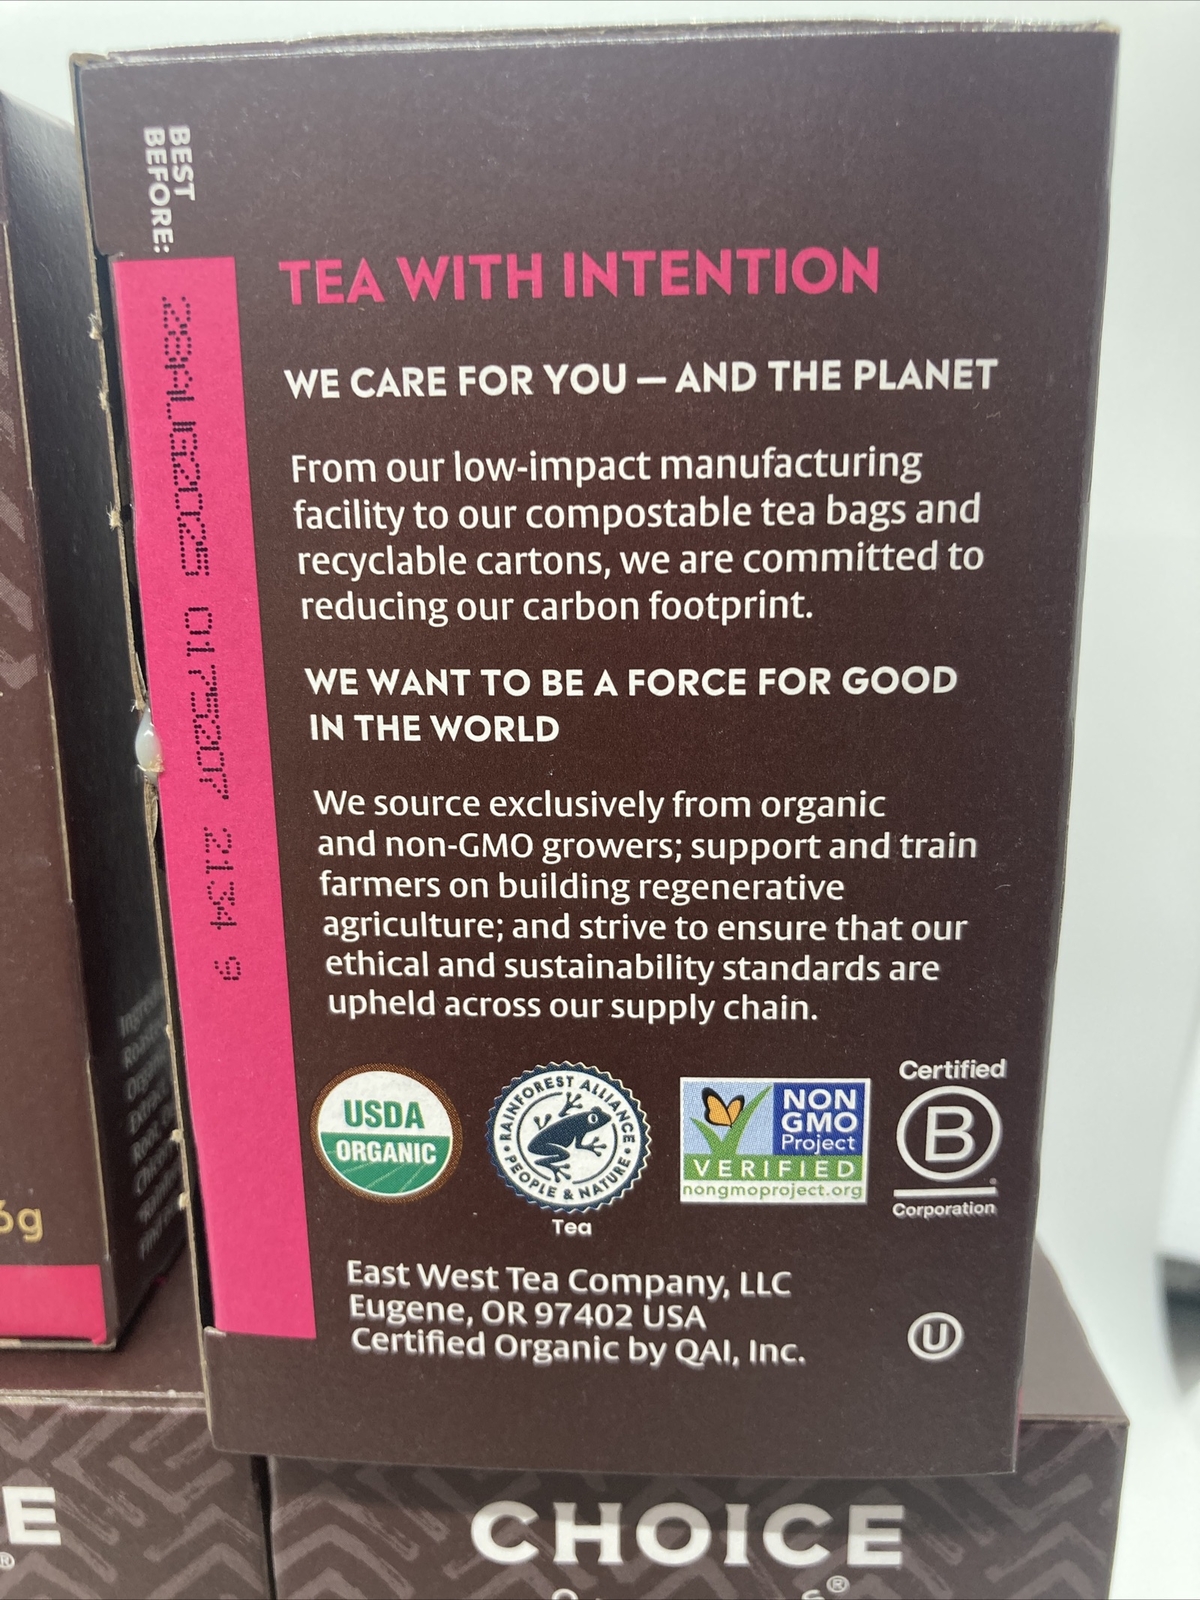 BEST
BEFORE:
28AUG2025 0175207 2134 9
TEA WITH INTENTION
WE CARE FOR YOU — AND THE PLANET
From our low-impact manufacturing
facility to our compostable tea bags and
recyclable cartons, we are committed to
reducing our carbon footprint.
WE WANT TO BE A FORCE FOR GOOD
IN THE WORLD
We source exclusively from organic
and non-GMO growers; support and train
farmers on building regenerative
agriculture; and strive to ensure that our
ethical and sustainability standards are
upheld across our supply chain.
USDA
ORGANIC
RAINFOREST ALLIANCE
• PEOPLE & NATURE •
Tea
NON
GMO
Project
VERIFIED
nongmoproject.org
Certified
B
Corporation
East West Tea Company, LLC
Eugene, OR 97402 USA
Certified Organic by QAI, Inc.
U
6g
E
®
CHOICE
®